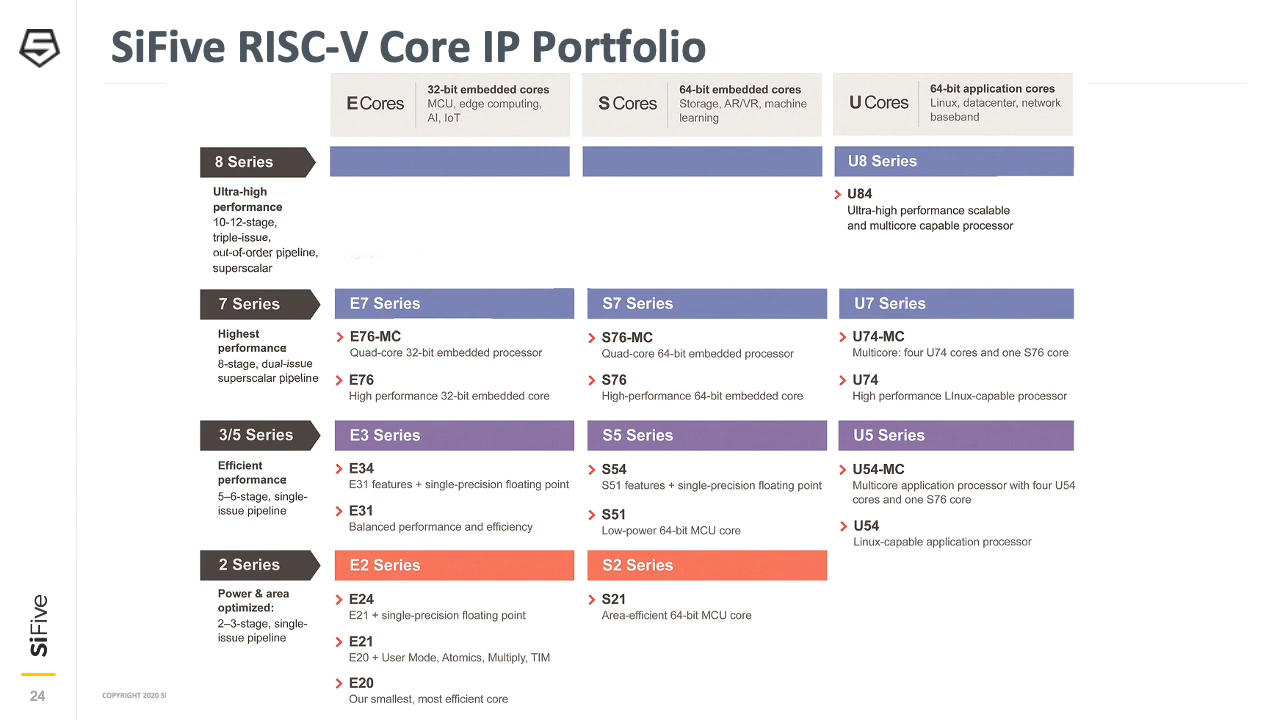 SiFive RISC-V Core IP Portfolio
E Cores
32-bit embedded cores
MCU, edge computing,
AI, IoT
S Cores
64-bit embedded cores
Storage, AR/VR, machine
learning
U Cores
64-bit application cores
Linux, datacenter, network
baseband
8 Series
U8 Series
Ultra-high
performance
10-12-stage,
triple-issue,
out-of-order pipeline,
superscalar
U84
Ultra-high performance scalable
and multicore capable processor
7 Series
E7 Series
S7 Series
U7 Series
Highest
performance
8-stage, dual-issue
superscalar pipeline
E76-MC
Quad-core 32-bit embedded processor
E76
High performance 32-bit embedded core
S76-MC
Quad-core 64-bit embedded processor
S76
High-performance 64-bit embedded core
U74-MC
Multicore: four U74 cores and one S76 core
U74
High performance LInux-capable processor
3/5 Series
E3 Series
S5 Series
U5 Series
Efficient
performance
5–6-stage, single-
issue pipeline
E34
E31 features + single-precision floating point
E31
Balanced performance and efficiency
S54
S51 features + single-precision floating point
S51
Low-power 64-bit MCU core
U54-MC
Multicore application processor with four U54
cores and one S76 core
U54
Linux-capable application processor
2 Series
E2 Series
S2 Series
Power & area
optimized:
2–3-stage, single-
issue pipeline
E24
E21 + single-precision floating point
E21
E20 + User Mode, Atomics, Multiply, TIM
E20
Our smallest, most efficient core
S21
Area-efficient 64-bit MCU core
SiFive
24
COPYRIGHT 2020 SI